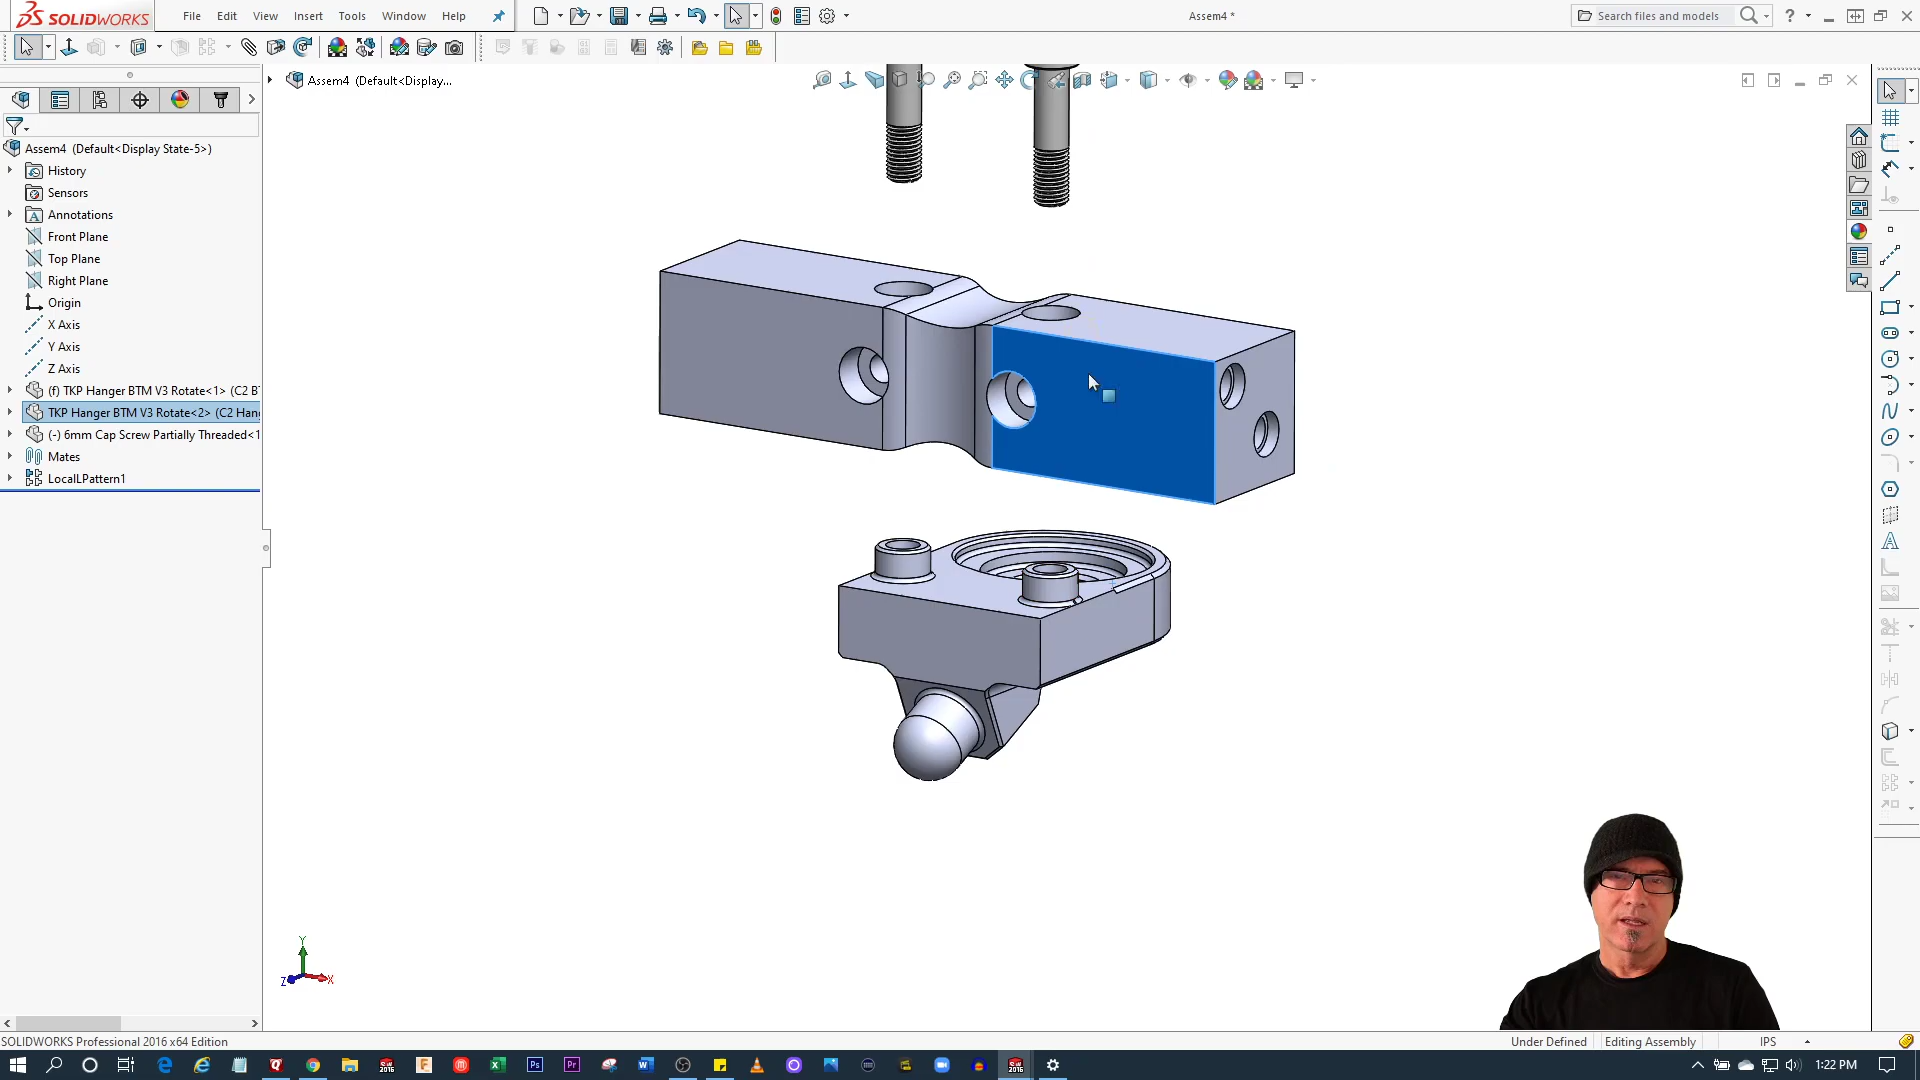 SOLIDWORKS
File
Edit
View
Insert
Tools
Window
Help
Assem4 *
Search files and models
Assem4 (Default<Display...
Assem4 (Default<Display State-5>)
History
Sensors
A Annotations
Front Plane
Top Plane
Right Plane
Origin
X Axis
Y Axis
Z Axis
(f) TKP Hanger BTM V3 Rotate<1> (C2 BT
TKP Hanger BTM V3 Rotate<2> (C2 Han
(-) 6mm Cap Screw Partially Threaded<1
Mates
LocalLPattern1
Y
Z
X
SOLIDWORKS Professional 2016 x64 Edition
Under Defined
Editing Assembly
IPS
1:22 PM